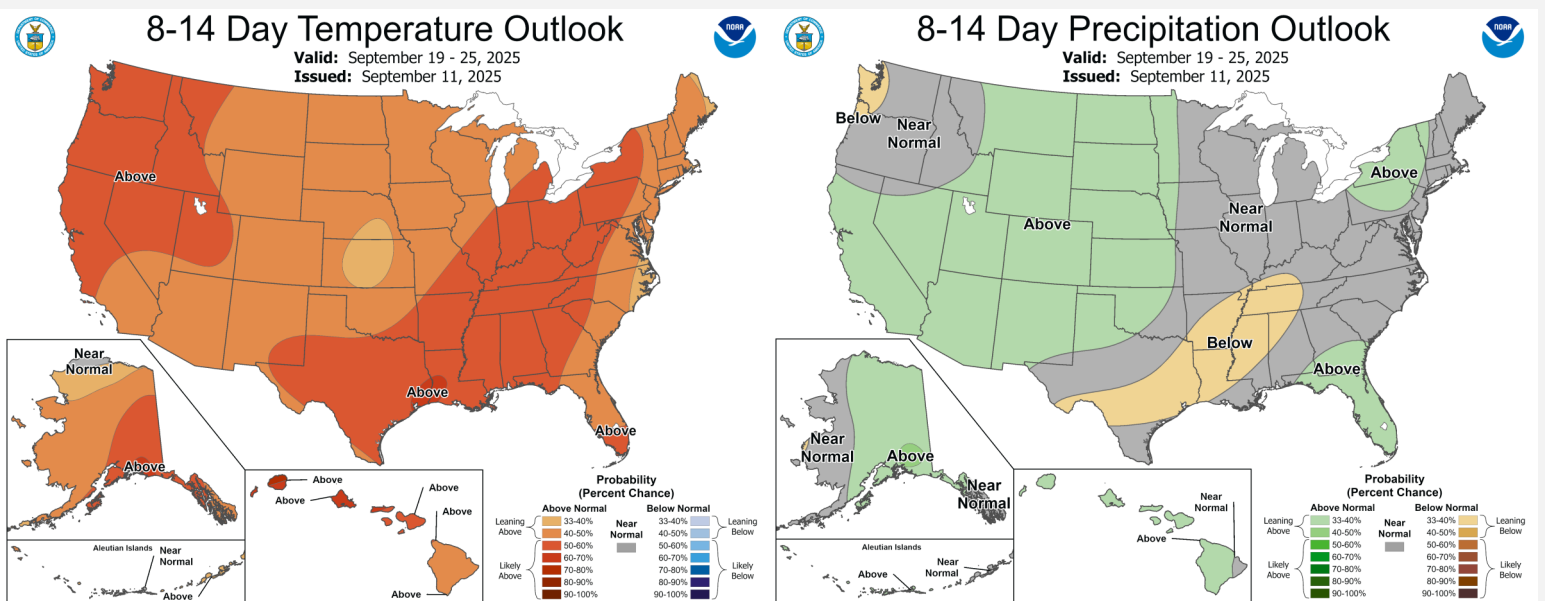 8-14 Day Temperature Outlook
Valid: September 19 - 25, 2025
Issued: September 11, 2025
NOAA
Above
Above
Above
Near
Normal
Above
Above
Above
Above
Above
Above
Aleutian Islands
Near
Normal
Above
Probability
(Percent Chance)
Above Normal
Near
Normal
Below Normal
Leaning
Above
33-40%
40-50%
Likely
Above
50-60%
60-70%
70-80%
80-90%
90-100%
33-40%
40-50%
Leaning
Below
50-60%
60-70%
70-80%
80-90%
90-100%
Likely
Below
8-14 Day Precipitation Outlook
Valid: September 19 - 25, 2025
Issued: September 11, 2025
NOAA
Below
Near
Normal
Above
Above
Near
Normal
Below
Above
Near
Normal
Above
Near
Normal
Near
Normal
Above
Aleutian Islands
Near
Normal
Above
Probability
(Percent Chance)
Above Normal
Near
Normal
Below Normal
Leaning
Above
33-40%
40-50%
Likely
Above
50-60%
60-70%
70-80%
80-90%
90-100%
33-40%
40-50%
Leaning
Below
50-60%
60-70%
70-80%
80-90%
90-100%
Likely
Below